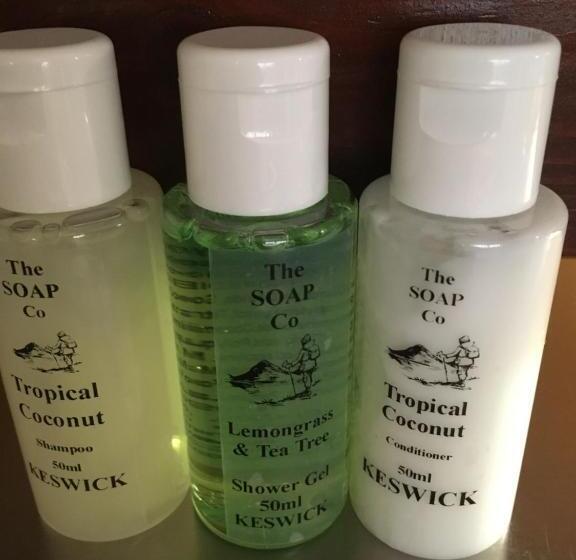 The
SOAP
Co
Tropical
Coconut
Shampoo
50ml
KESWICK
The
SOAP
Co
Lemongrass
& Tea Tree
Shower Gel
50ml
KESWICK
The
SOAP
Co
Tropical
Coconut
Conditioner
50ml
KESWICK